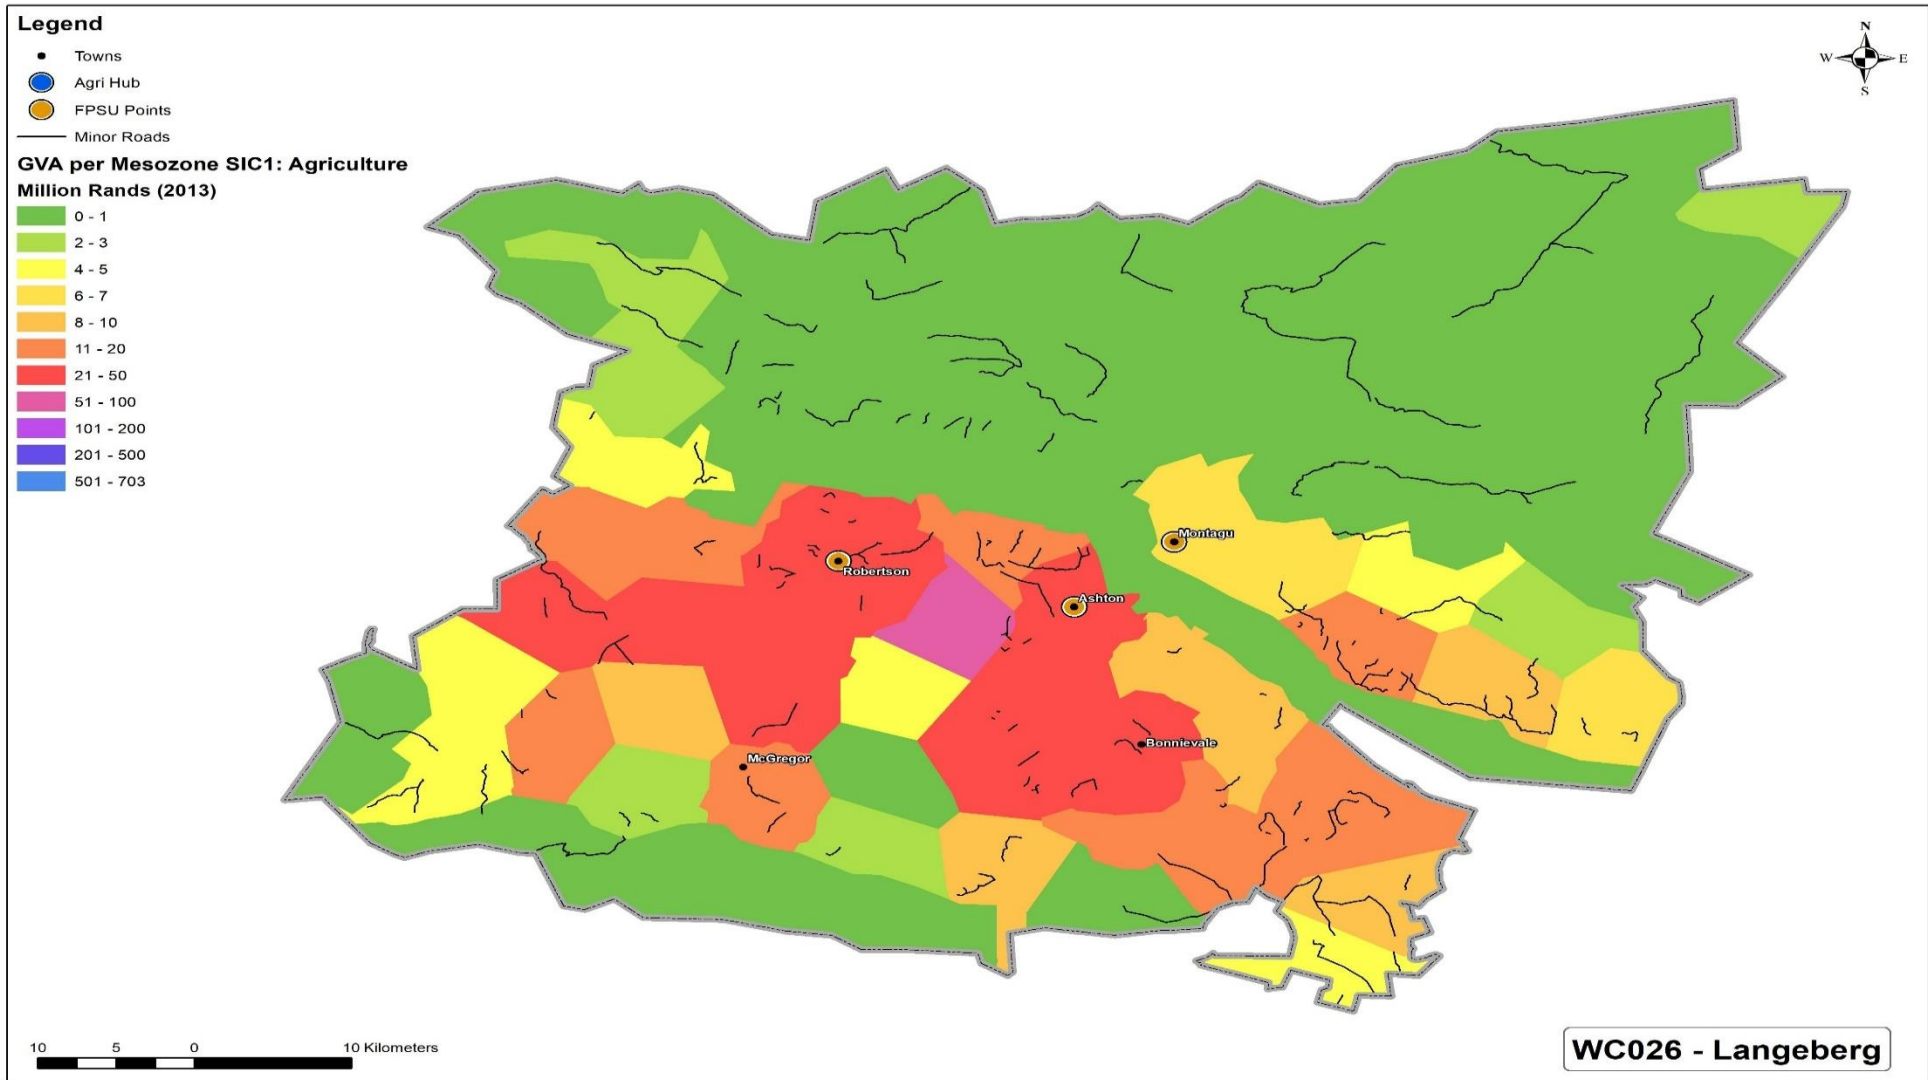 Legend
Towns
Agri Hub
FPSU Points
Minor Roads
GVA per Mesozone SIC1: Agriculture
Million Rands (2013)
0 - 1
2 - 3
4 - 5
6 - 7
8 - 10
11 - 20
21 - 50
51 - 100
101 - 200
201 - 500
501 - 703
N
W E
S
Montagu
Robertson
Ashton
Bonnievale
McGregor
10 5 0 10 Kilometers
WC026 - Langeberg